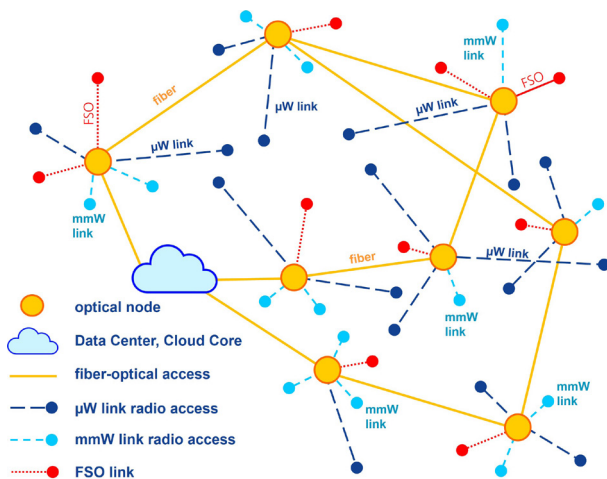 mmW
link
FSO
fiber
FSO
µW link
µW link
µW link
mmW
link
µW link
fiber
mmW
link
optical node
Data Center, Cloud Core
fiber-optical access
µW link radio access
mmW link radio access
FSO link
mmW
link
mmW
link